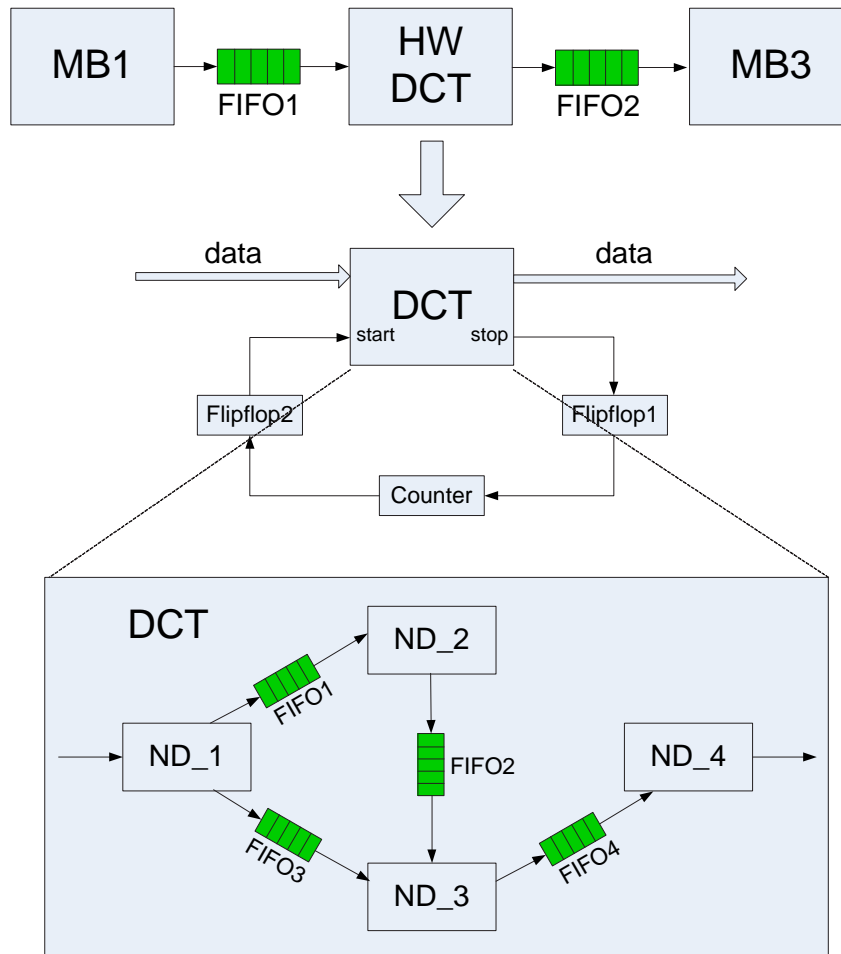 MB1
FIFO1
HW
DCT
FIFO2
MB3
data
data
DCT
start
stop
Flipflop2
Flipflop1
Counter
DCT
ND_2
FIFO1
ND_1
FIFO2
ND_4
FIFO3
ND_3
FIFO4